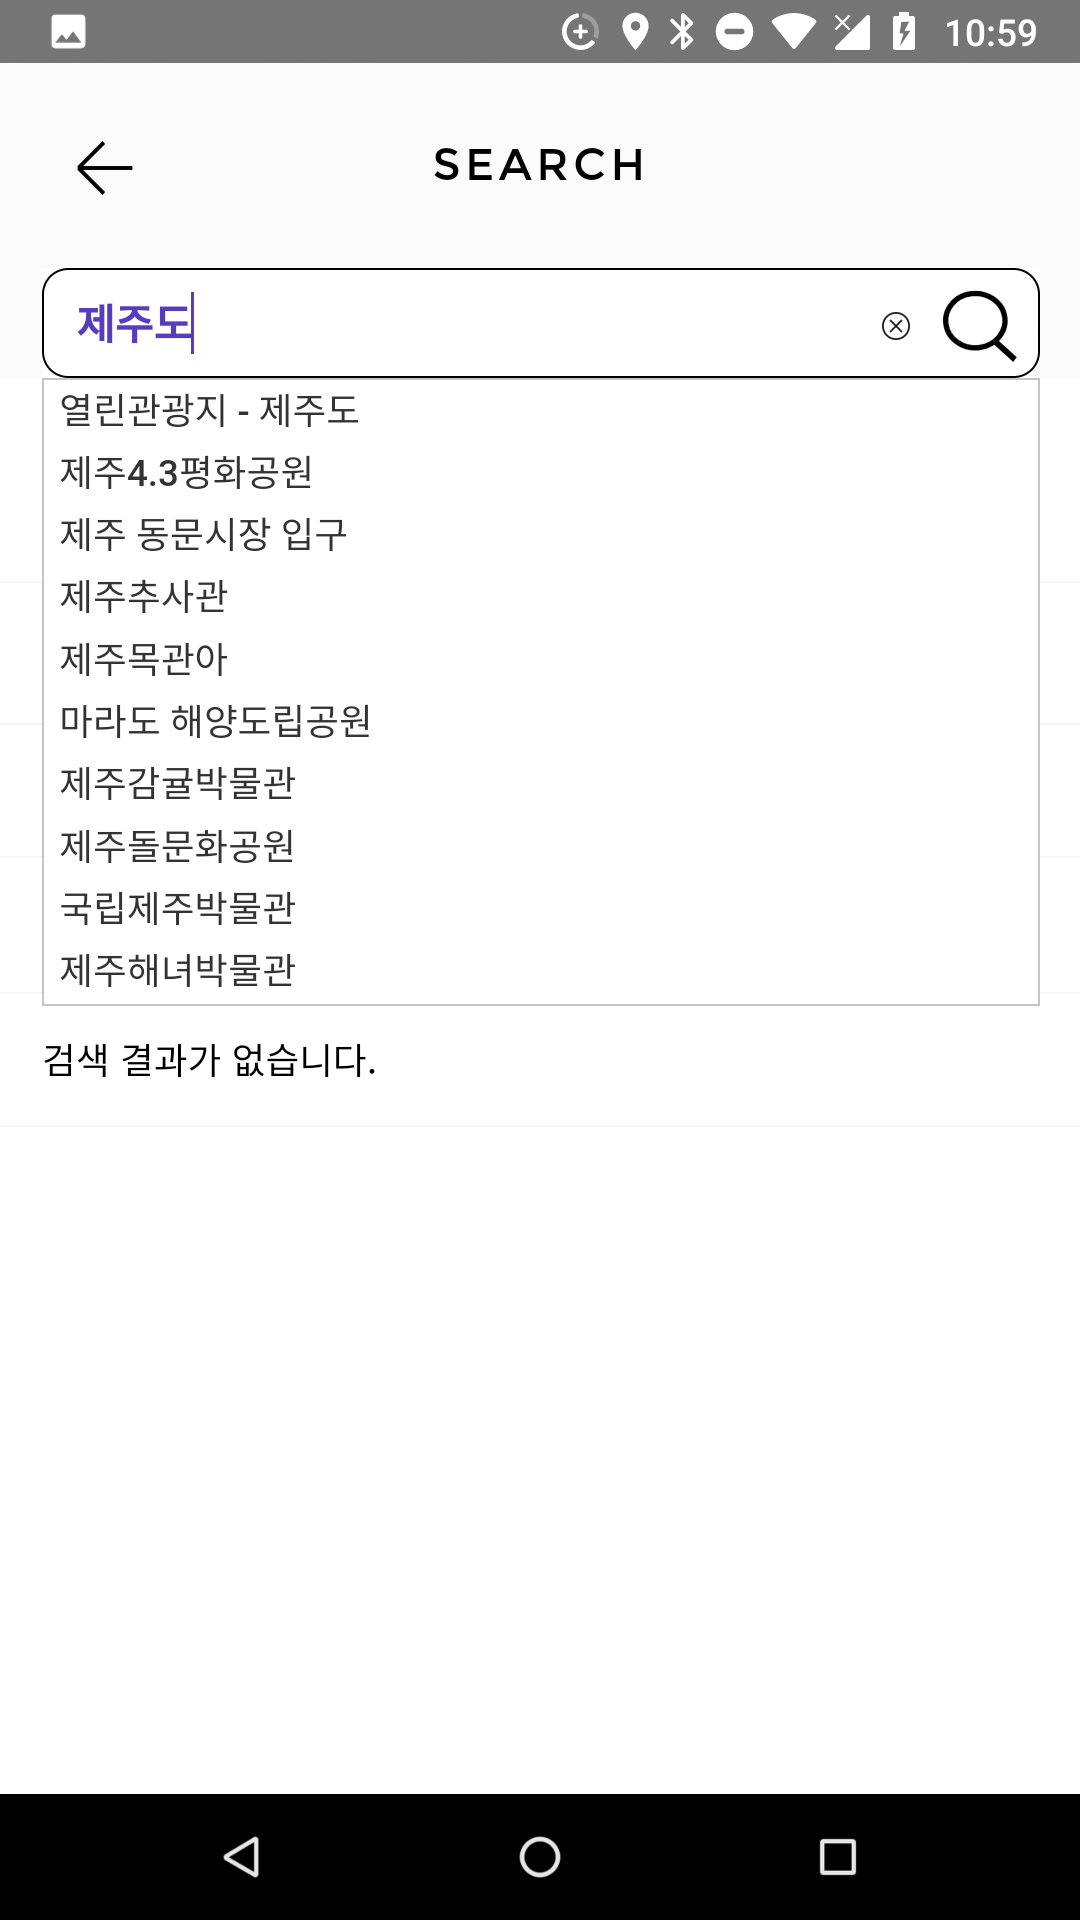 10:59
SEARCH
제주도
열린관광지 - 제주도
제주4.3평화공원
제주 동문시장 입구
제주추사관
제주목관아
마라도 해양도립공원
제주감귤박물관
제주돌문화공원
국립제주박물관
제주해녀박물관
검색 결과가 없습니다.